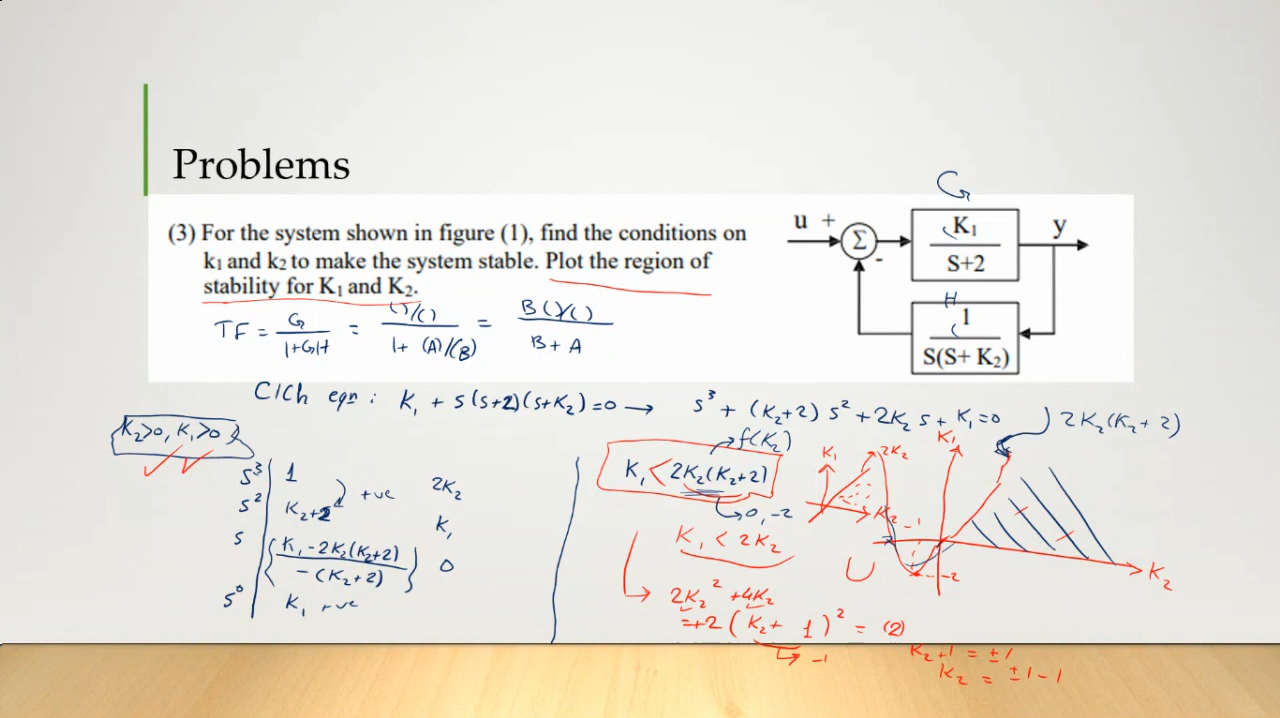 Problems
(3) For the system shown in figure (1), find the conditions on
k₁ and k₂ to make the system stable. Plot the region of
stability for K₁ and K₂.
G
u + Σ - K₁ / S+2 y
H
1 / S(S+ K₂)
TF = G / 1+GH = ()/() / 1+ (A)/(B) = B()/() / B + A
C/Ch eqn : K₁ + s(s+2)(s+K₂)=0 → s³ + (K₂+2) s² + 2K₂ s + K₁ = 0
K₂>0, K₁>0
s³ 1 2K₂
s² K₂+2 +ve K₁
s K₁ - 2K₂(K₂+2) / -(K₂+2) 0
s⁰ K₁ +ve
f(K₂)
K₁ < 2K₂(K₂+2)
0, -2
K₁ < 2K₂
2K₂² + 4K₂
=+2 (K₂ + 1)² = (2)
-1
K₂+1 = ±1
K₂ = ±1-1
K₁ 2K₂ K₂
K₁ 2K₂(K₂+2)
-1
-2
K₂